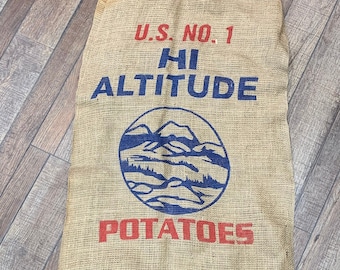 U.S. NO. 1
HI
ALTITUDE
POTATOES